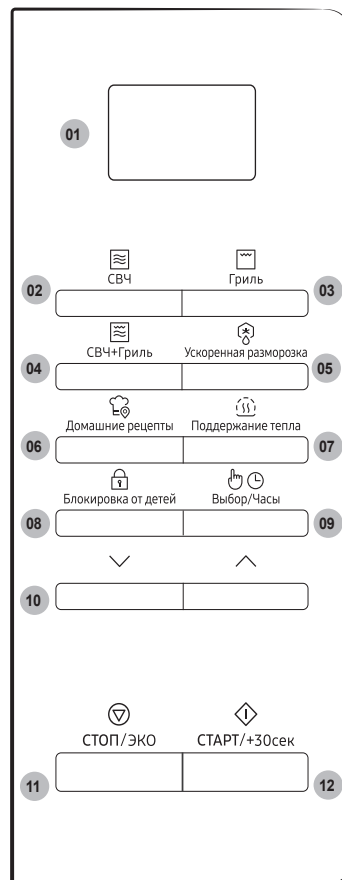 01
СВЧ Гриль
02 03
СВЧ+Гриль Ускоренная разморозка
04 05
Домашние рецепты Поддержание тепла
06 07
Блокировка от детей Выбор/Часы
08 09
10
СТОП/ЭКО СТАРТ/+30сек
11 12